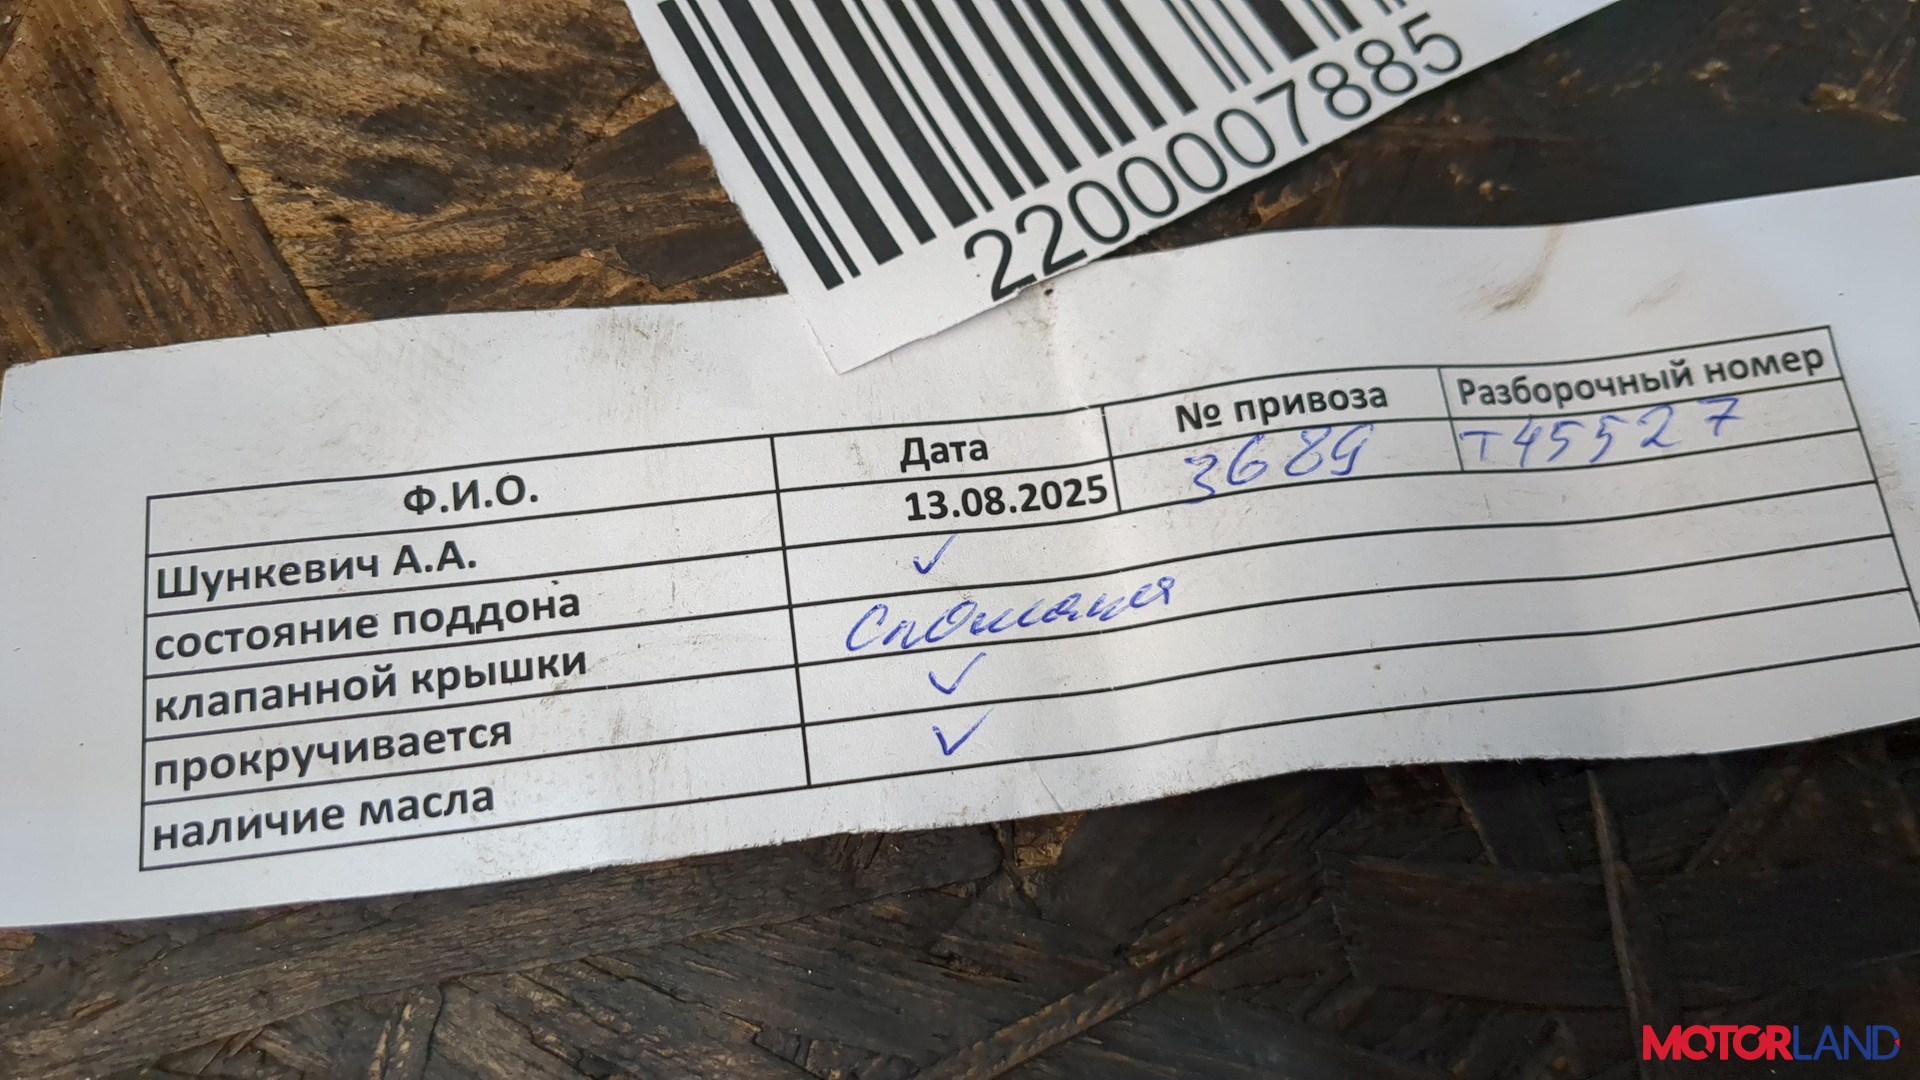 2200007885
Ф.И.О. Дата № привоза Разборочный номер
Шункевич А.А. 13.08.2025 3689 Т45527
состояние поддона ✓
клапанной крышки сломана
прокручивается ✓
наличие масла ✓
MOTORLAND